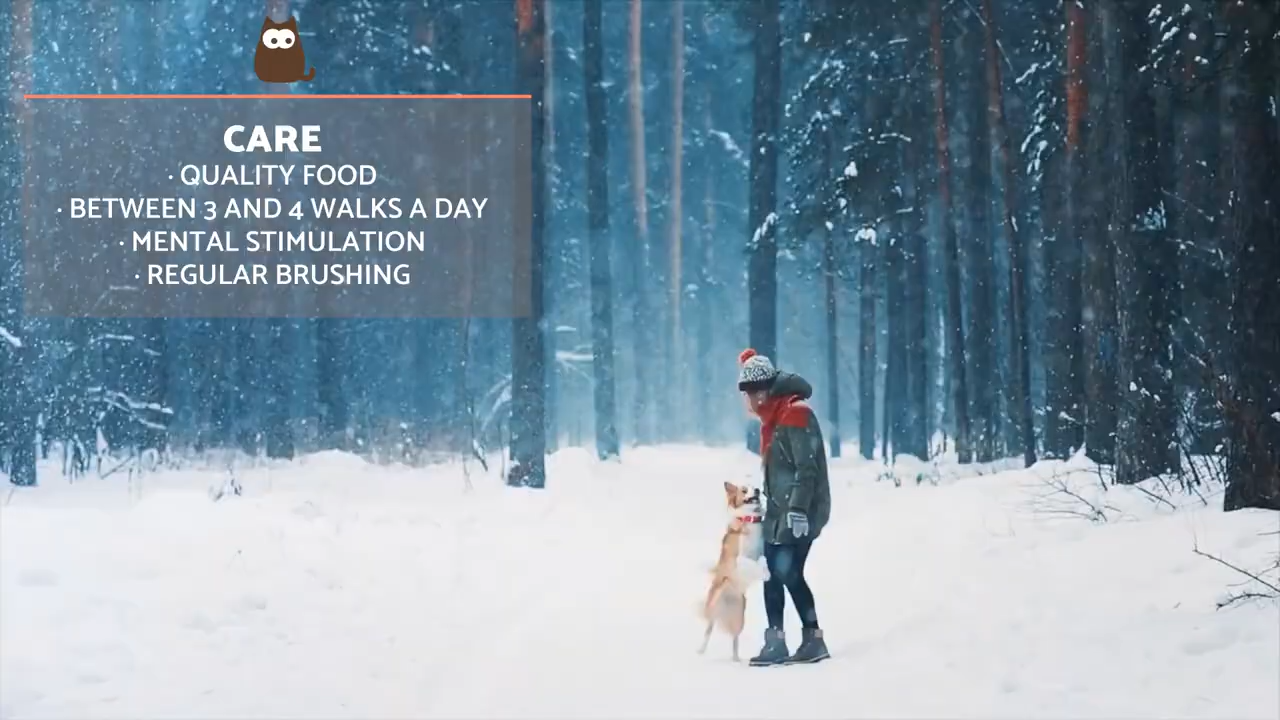 CARE
· QUALITY FOOD
· BETWEEN 3 AND 4 WALKS A DAY
· MENTAL STIMULATION
· REGULAR BRUSHING